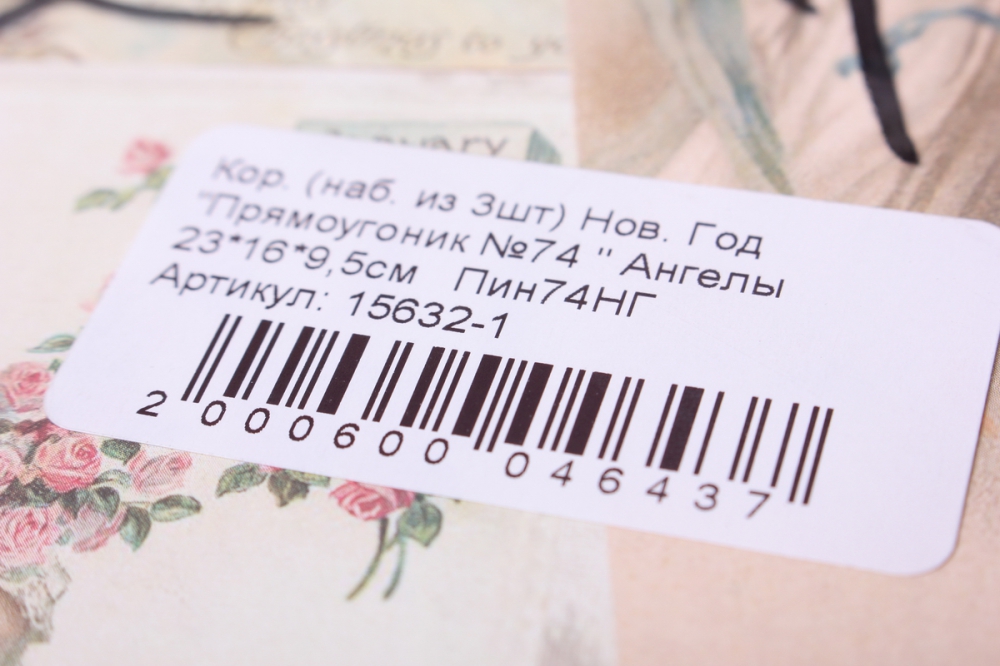 Кор. (наб. из 3шт) Нов. Год
"Прямоугоник №74 " Ангелы
23*16*9,5см Пин74НГ
Артикул: 15632-1
2 000600 046437